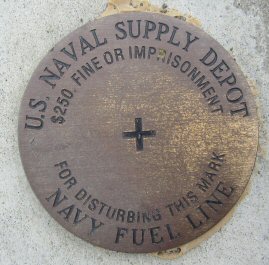 U.S. NAVAL SUPPLY DEPOT
$250 FINE OR IMPRISONMENT
FOR DISTURBING THIS MARK
NAVY FUEL LINE